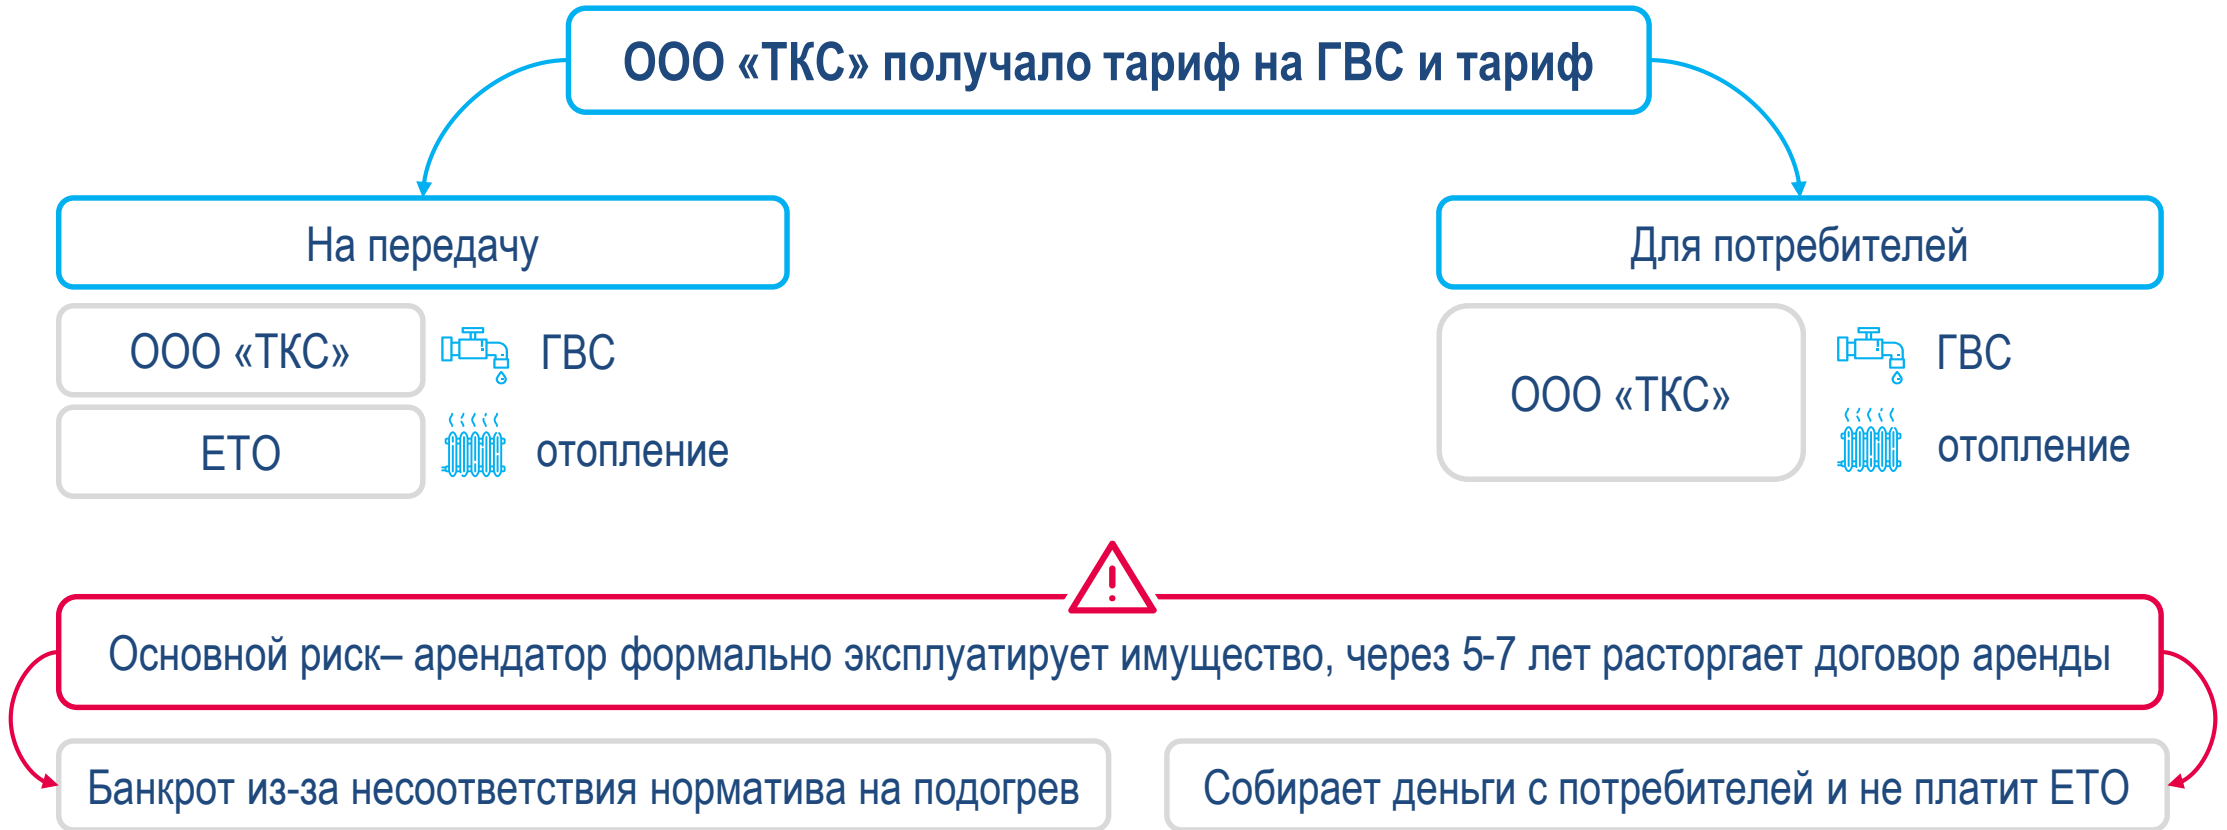 ООО «ТКС» получало тариф на ГВС и тариф
На передачу
Для потребителей
ООО «ТКС»
ГВС
ЕТО
отопление
ООО «ТКС»
ГВС
отопление
Основной риск– арендатор формально эксплуатирует имущество, через 5-7 лет расторгает договор аренды
Банкрот из-за несоответствия норматива на подогрев
Собирает деньги с потребителей и не платит ЕТО